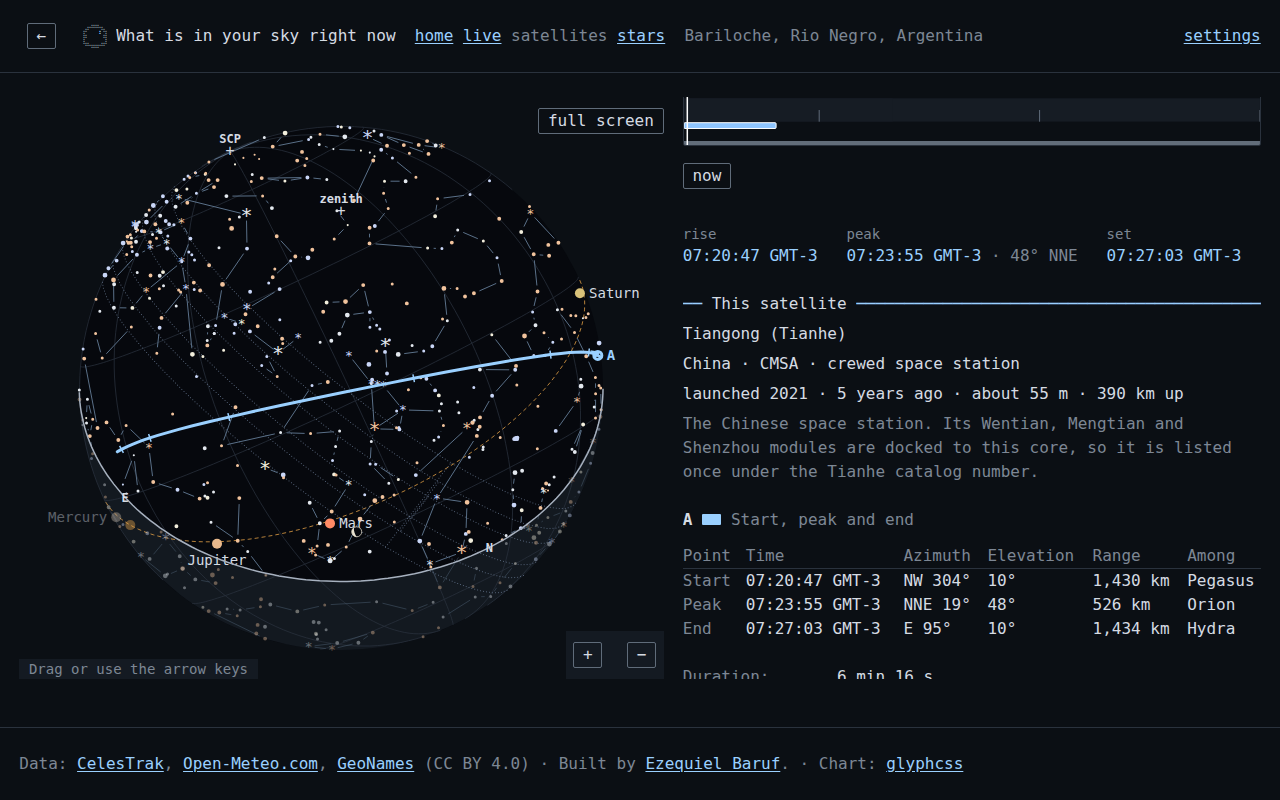 ← What is in your sky right now home live satellites stars Bariloche, Rio Negro, Argentina settings
full screen
SCP
zenith
Saturn
A
E
Mercury
Mars
Jupiter
N
+ −
Drag or use the arrow keys
now
rise peak set
07:20:47 GMT-3 07:23:55 GMT-3 · 48° NNE 07:27:03 GMT-3
This satellite
Tiangong (Tianhe)
China · CMSA · crewed space station
launched 2021 · 5 years ago · about 55 m · 390 km up
The Chinese space station. Its Wentian, Mengtian and
Shenzhou modules are docked to this core, so it is listed
once under the Tianhe catalog number.
A Start, peak and end
Point Time Azimuth Elevation Range Among
Start 07:20:47 GMT-3 NW 304° 10° 1,430 km Pegasus
Peak 07:23:55 GMT-3 NNE 19° 48° 526 km Orion
End 07:27:03 GMT-3 E 95° 10° 1,434 km Hydra
Duration: 6 min 16 s
Data: CelesTrak, Open-Meteo.com, GeoNames (CC BY 4.0) · Built by Ezequiel Baruf. · Chart: glyphcss